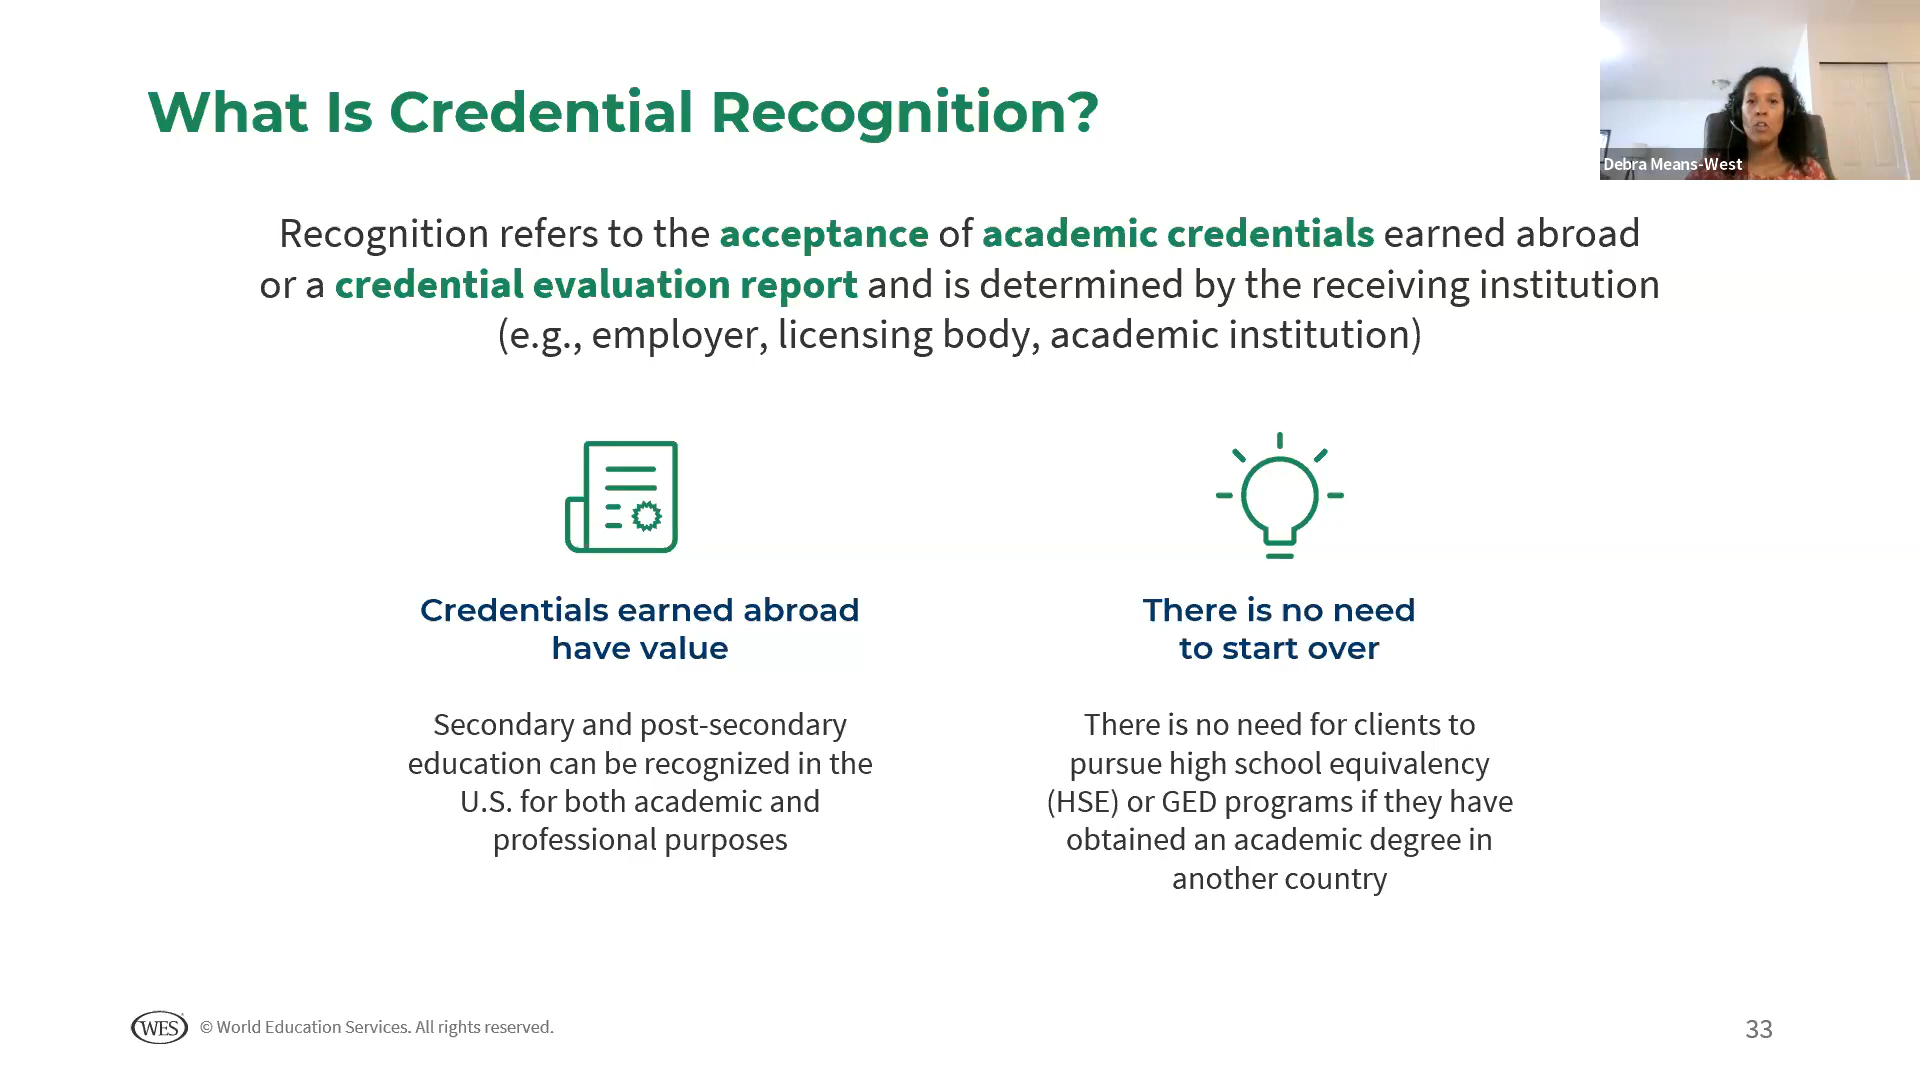 What Is Credential Recognition?
Debra Means-West
Recognition refers to the acceptance of academic credentials earned abroad
or a credential evaluation report and is determined by the receiving institution
(e.g., employer, licensing body, academic institution)
Credentials earned abroad
have value
Secondary and post-secondary
education can be recognized in the
U.S. for both academic and
professional purposes
There is no need
to start over
There is no need for clients to
pursue high school equivalency
(HSE) or GED programs if they have
obtained an academic degree in
another country
WES
© World Education Services. All rights reserved.
33